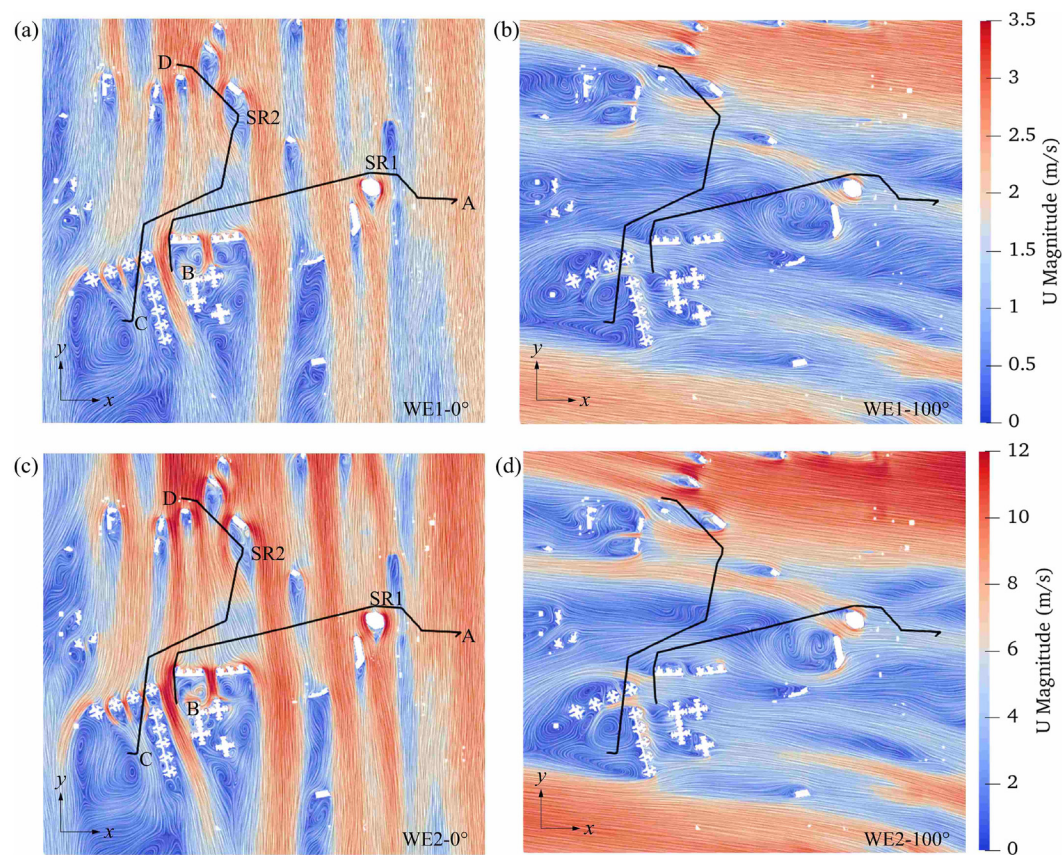 (a)
D
SR2
SR1
A
B
C
y
x
WE1-0°
(b)
y
x
WE1-100°
3.5
3
2.5
2
1.5
1
0.5
0
U Magnitude (m/s)
(c)
D
SR2
SR1
A
B
C
y
x
WE2-0°
(d)
y
x
WE2-100°
12
10
8
6
4
2
0
U Magnitude (m/s)